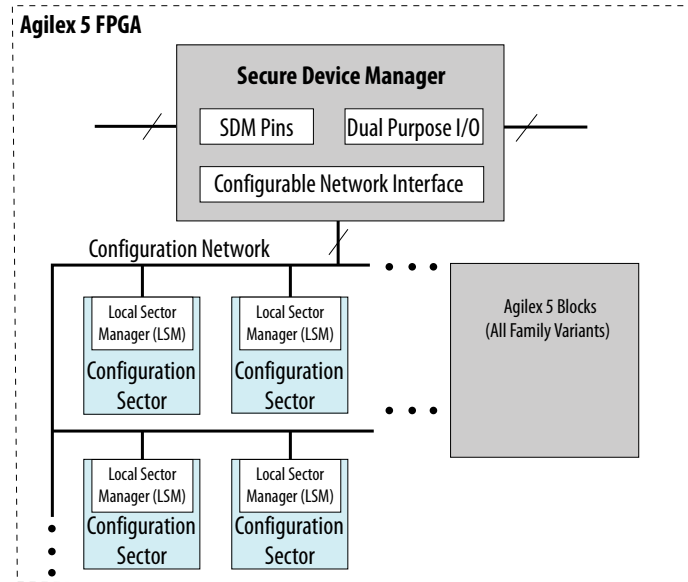 Agilex 5 FPGA
Secure Device Manager
SDM Pins
Dual Purpose I/O
Configurable Network Interface
Configuration Network
Local Sector
Manager (LSM)
Configuration
Sector
Local Sector
Manager (LSM)
Configuration
Sector
Agilex 5 Blocks
(All Family Variants)
Local Sector
Manager (LSM)
Configuration
Sector
Local Sector
Manager (LSM)
Configuration
Sector